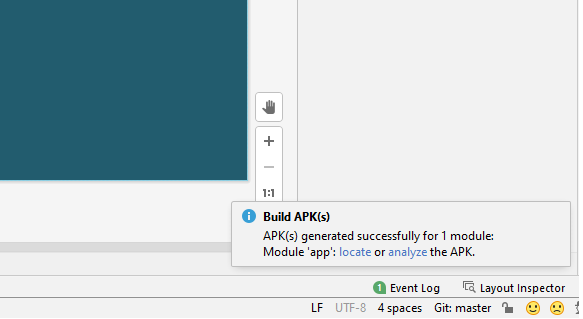 1:1
Build APK(s)
APK(s) generated successfully for 1 module:
Module 'app': locate or analyze the APK.
1 Event Log Layout Inspector
LF UTF-8 4 spaces Git: master